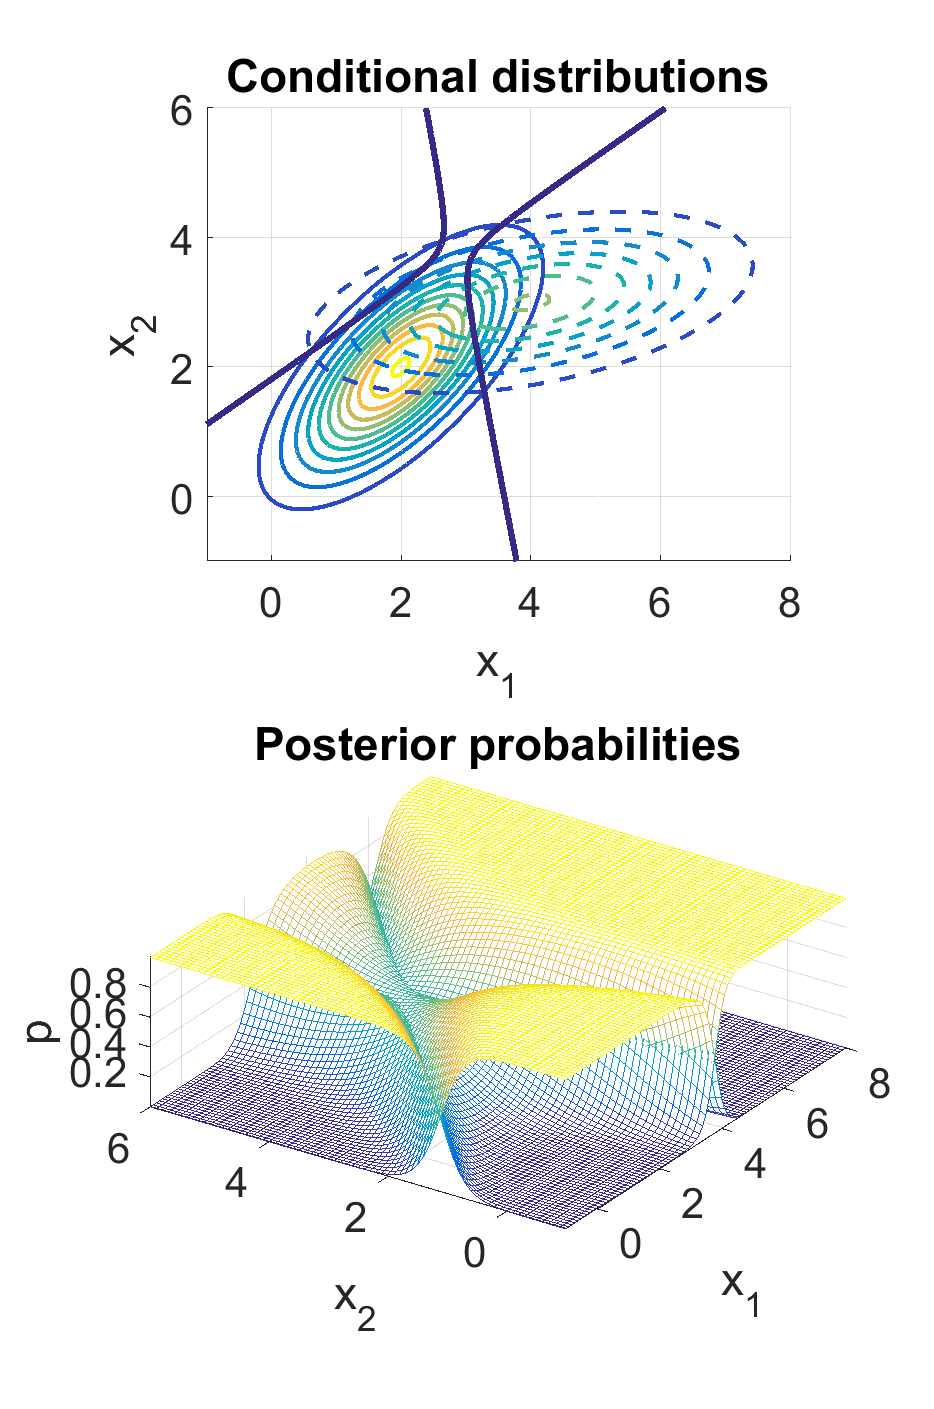 Conditional distributions
6
4
2
0
x2
0 2 4 6 8
x1
Posterior probabilities
0.8
0.6
0.4
0.2
p
6 4 2 0
x2
0 2 4 6 8
x1